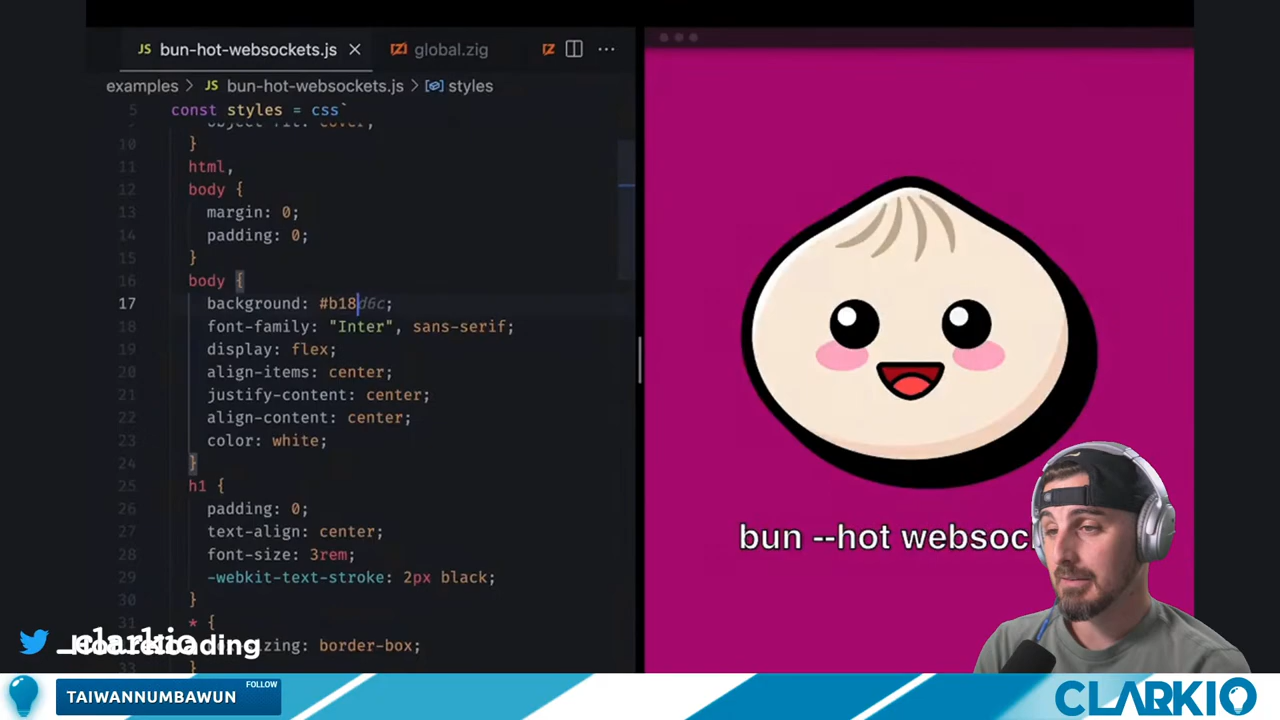 JS bun-hot-websockets.js
global.zig
examples > JS bun-hot-websockets.js > styles
5 const styles = css`
10 }
11 html,
12 body {
13 margin: 0;
14 padding: 0;
15 }
16 body {
17 background: #b18d6c;
18 font-family: "Inter", sans-serif;
19 display: flex;
20 align-items: center;
21 justify-content: center;
22 align-content: center;
23 color: white;
24 }
25 h1 {
26 padding: 0;
27 text-align: center;
28 font-size: 3rem;
29 -webkit-text-stroke: 2px black;
30 }
31 * {
border-box;
33 }
bun --hot
TAIWANNUMBAWUN
FOLLOW
CLARKIO